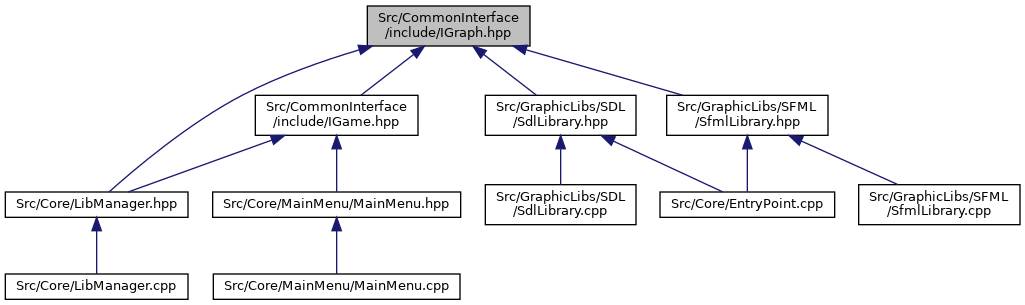 Src/CommonInterface
/include/IGraph.hpp
Src/CommonInterface
/include/IGame.hpp
Src/GraphicLibs/SDL
/SdlLibrary.hpp
Src/GraphicLibs/SFML
/SfmlLibrary.hpp
Src/Core/LibManager.hpp
Src/Core/MainMenu/MainMenu.hpp
Src/GraphicLibs/SDL
/SdlLibrary.cpp
Src/Core/EntryPoint.cpp
Src/GraphicLibs/SFML
/SfmlLibrary.cpp
Src/Core/LibManager.cpp
Src/Core/MainMenu/MainMenu.cpp